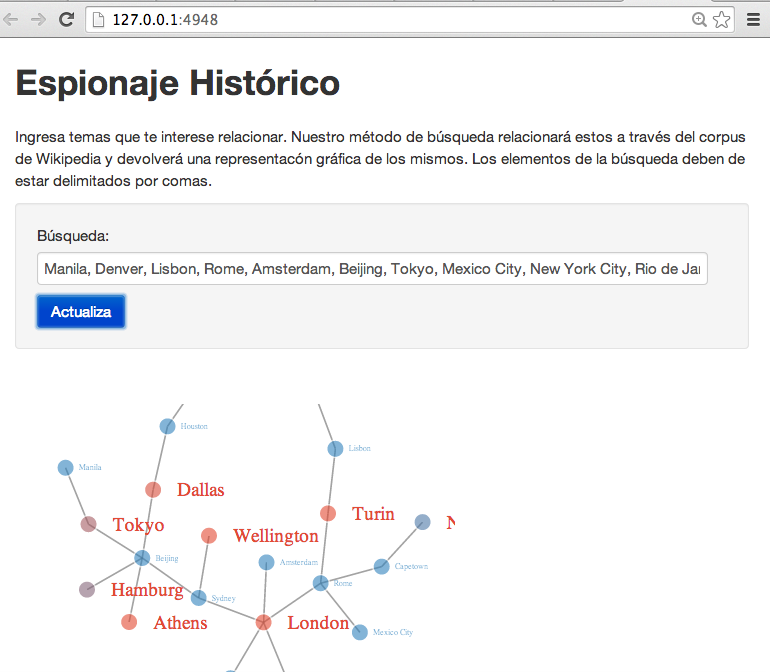 127.0.0.1:4948
Espionaje Histórico
Ingresa temas que te interese relacionar. Nuestro método de búsqueda relacionará estos a través del corpus
de Wikipedia y devolverá una representacón gráfica de los mismos. Los elementos de la búsqueda deben de
estar delimitados por comas.
Búsqueda:
Manila, Denver, Lisbon, Rome, Amsterdam, Beijing, Tokyo, Mexico City, New York City, Rio de Jar
Actualiza
Houston
Lisbon
Manila
Dallas
Turin
Tokyo
N
Wellington
Beijing
Amsterdam
Capetown
Rome
Hamburg
Sydney
Athens
London
Mexico City